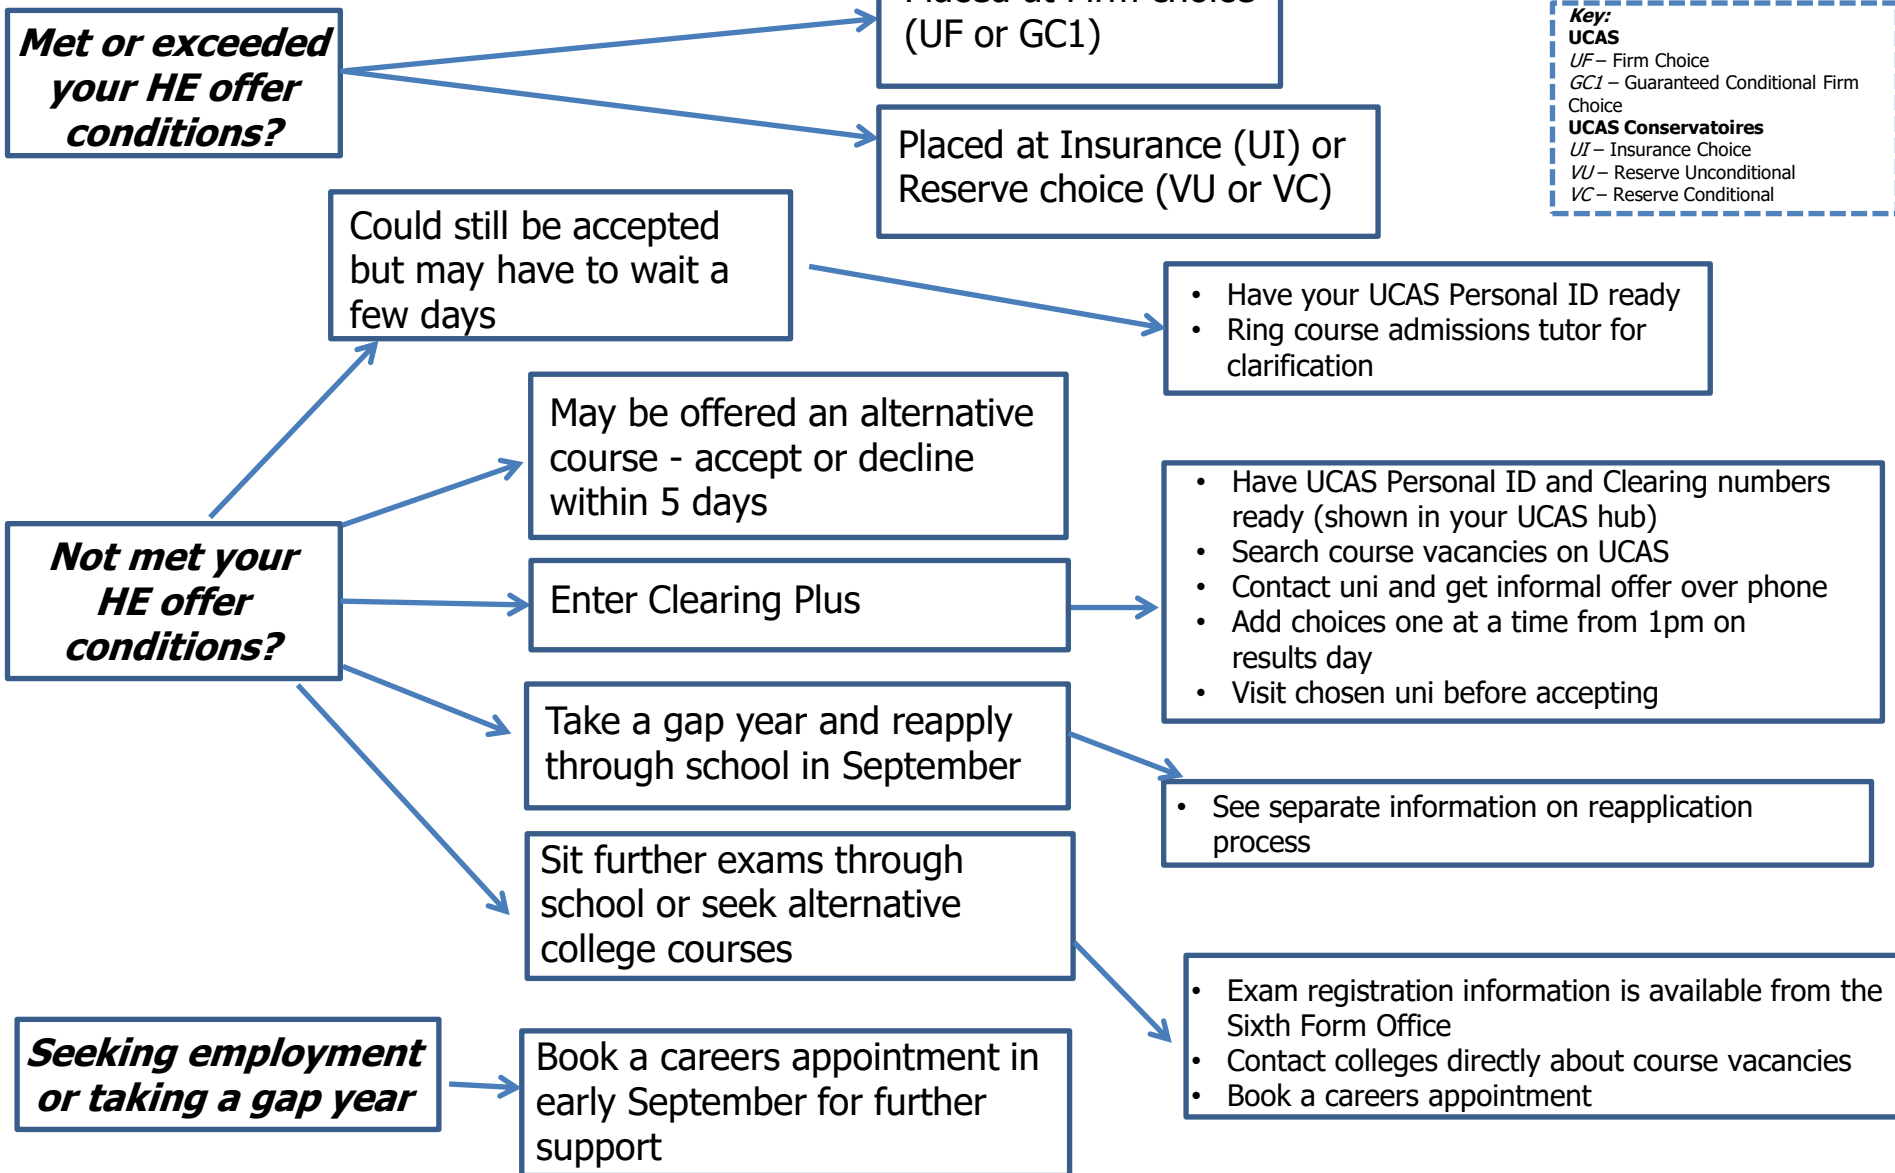 Placed at Firm choice
(UF or GC1)
Key:
UCAS
UF – Firm Choice
GC1 – Guaranteed Conditional Firm
Choice
UCAS Conservatoires
UI – Insurance Choice
VU – Reserve Unconditional
VC – Reserve Conditional
Met or exceeded
your HE offer
conditions?
Placed at Insurance (UI) or
Reserve choice (VU or VC)
Could still be accepted
but may have to wait a
few days
• Have your UCAS Personal ID ready
• Ring course admissions tutor for
clarification
May be offered an alternative
course - accept or decline
within 5 days
Not met your
HE offer
conditions?
Enter Clearing Plus
• Have UCAS Personal ID and Clearing numbers
ready (shown in your UCAS hub)
• Search course vacancies on UCAS
• Contact uni and get informal offer over phone
• Add choices one at a time from 1pm on
results day
• Visit chosen uni before accepting
Take a gap year and reapply
through school in September
• See separate information on reapplication
process
Sit further exams through
school or seek alternative
college courses
• Exam registration information is available from the
Sixth Form Office
• Contact colleges directly about course vacancies
• Book a careers appointment
Seeking employment
or taking a gap year
Book a careers appointment in
early September for further
support